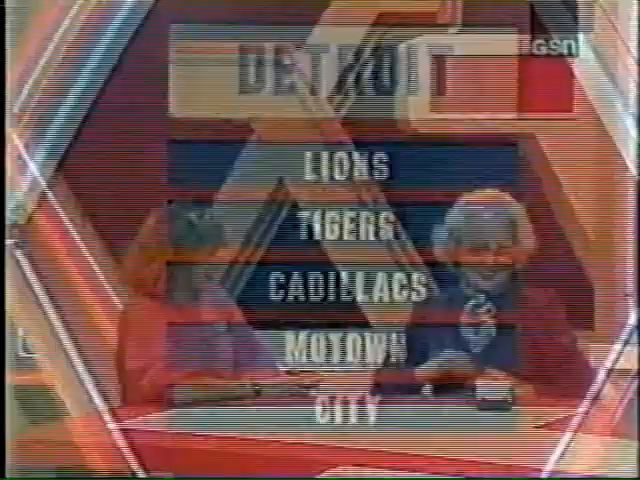 DETROIT
GSN
LIONS
TIGERS
CADILLACS
MOTOWN
CITY